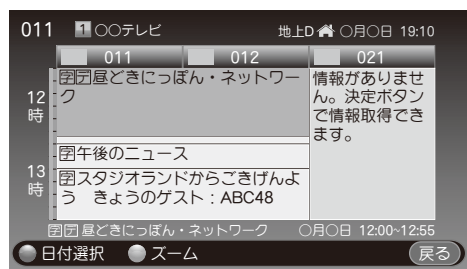 011 1 ○○テレビ 地上D ○月○日 19:10
011 012 021
字デ昼どきにっぽん・ネットワー
ク
情報がありませ
ん。決定ボタン
で情報取得でき
ます。
12
時
字午後のニュース
13
時
字スタジオランドからごきげんよ
う きょうのゲスト：ABC48
字デ昼どきにっぽん・ネットワーク ○月○日 12:00~12:55
日付選択 ズーム 戻る